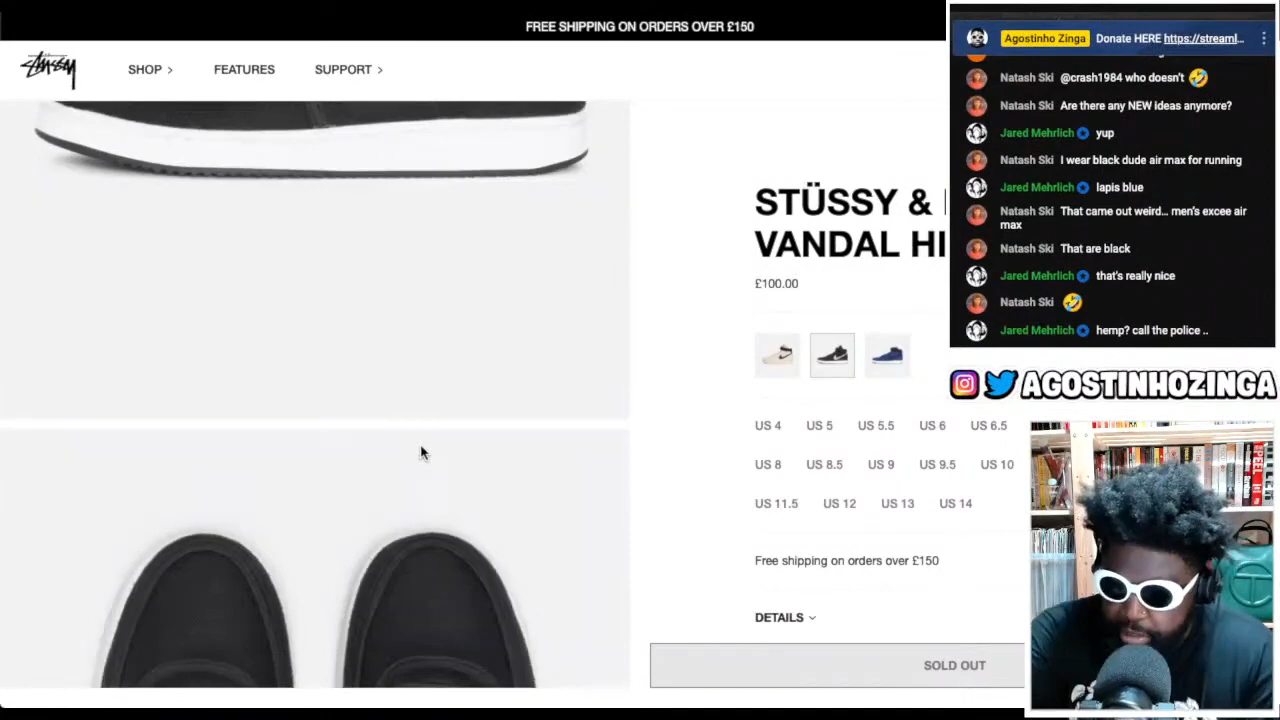 FREE SHIPPING ON ORDERS OVER £150
Stüssy
SHOP >
FEATURES
SUPPORT >
STÜSSY &
VANDAL HI
£100.00
US 4 US 5 US 5.5 US 6 US 6.5
US 8 US 8.5 US 9 US 9.5 US 10
US 11.5 US 12 US 13 US 14
Free shipping on orders over £150
DETAILS
SOLD OUT
Agostinho Zinga Donate HERE https://streaml...
Natash Ski @crash1984 who doesn't 🤣
Natash Ski Are there any NEW ideas anymore?
Jared Mehrlich yup
Natash Ski I wear black dude air max for running
Jared Mehrlich lapis blue
Natash Ski That came out weird... men's excee air
max
Natash Ski That are black
Jared Mehrlich that's really nice
Natash Ski 🤣
Jared Mehrlich hemp? call the police ..
AGOSTINHOZINGA